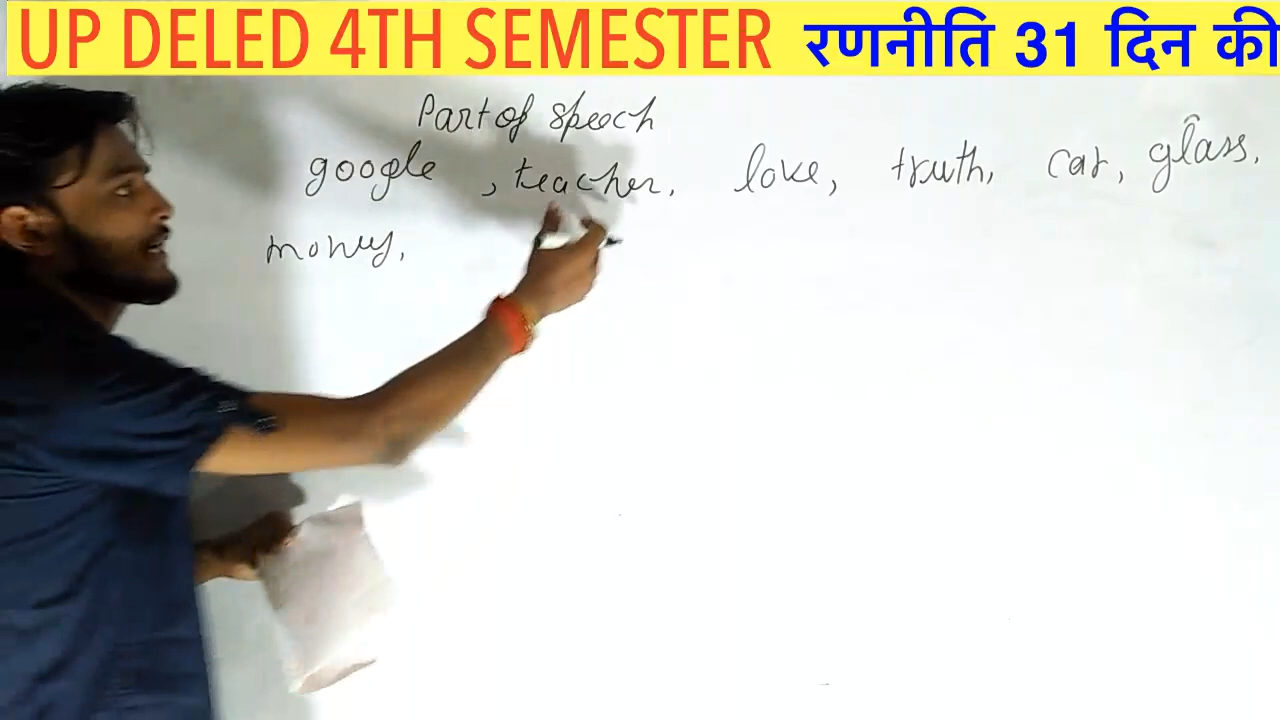 UP DELED 4TH SEMESTER रणनीति 31 दिन की
Part of speech
google , teacher, love, truth, car, glass,
money,